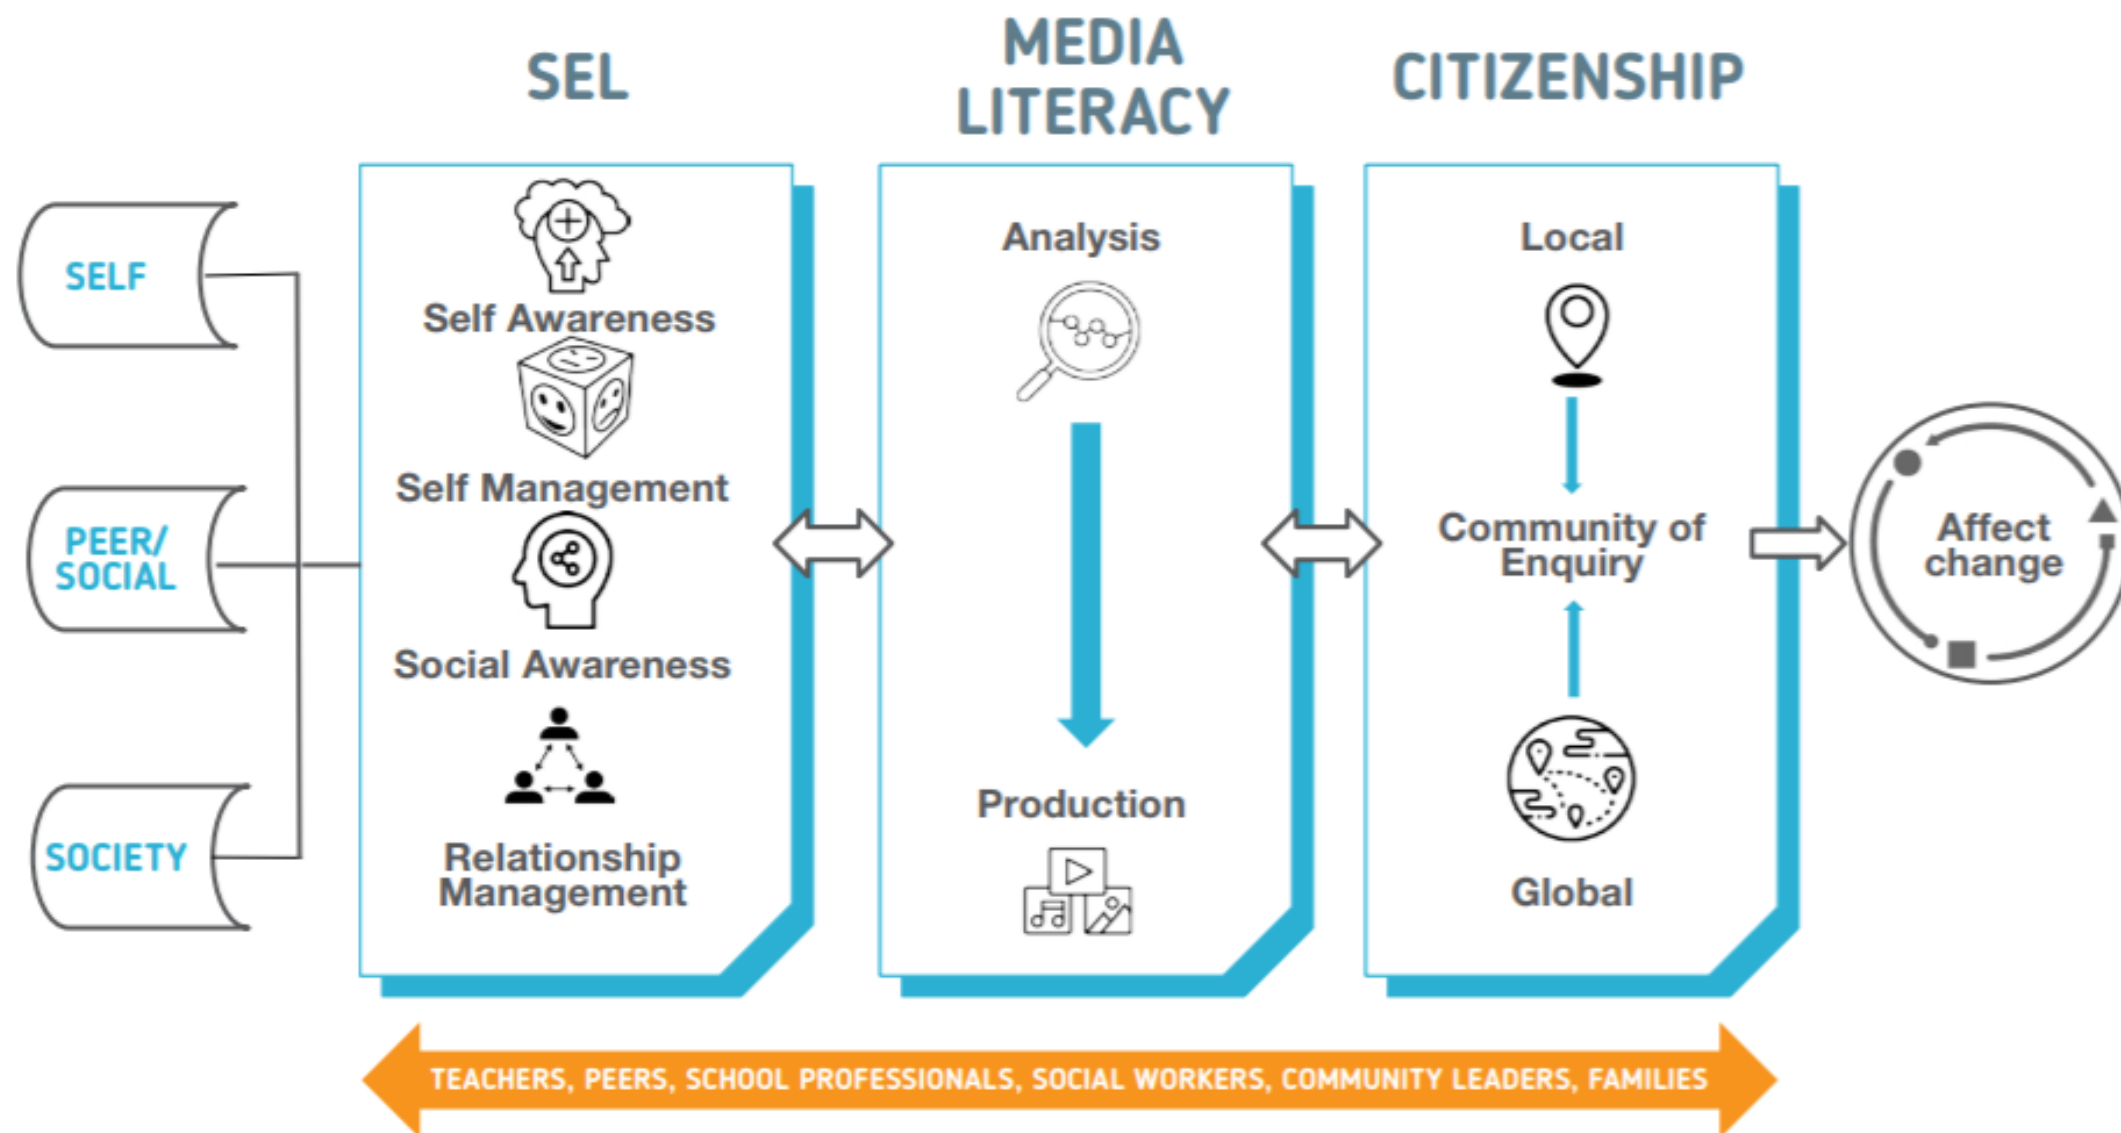 SEL
MEDIA
LITERACY
CITIZENSHIP
SELF
PEER/
SOCIAL
SOCIETY
Self Awareness
Self Management
Social Awareness
Relationship
Management
Analysis
Production
Local
Community of
Enquiry
Global
Affect
change
TEACHERS, PEERS, SCHOOL PROFESSIONALS, SOCIAL WORKERS, COMMUNITY LEADERS, FAMILIES